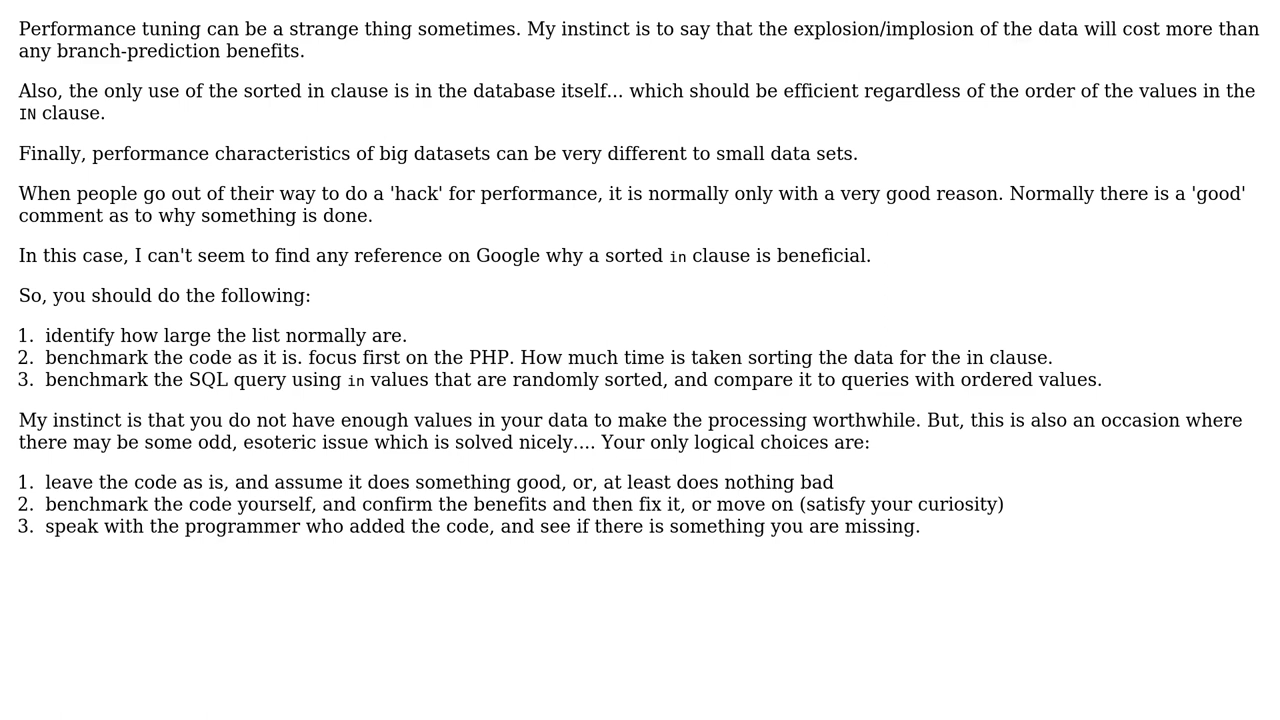 Performance tuning can be a strange thing sometimes. My instinct is to say that the explosion/implosion of the data will cost more than
any branch-prediction benefits.
Also, the only use of the sorted in clause is in the database itself... which should be efficient regardless of the order of the values in the
IN clause.
Finally, performance characteristics of big datasets can be very different to small data sets.
When people go out of their way to do a 'hack' for performance, it is normally only with a very good reason. Normally there is a 'good'
comment as to why something is done.
In this case, I can't seem to find any reference on Google why a sorted in clause is beneficial.
So, you should do the following:
1. identify how large the list normally are.
2. benchmark the code as it is. focus first on the PHP. How much time is taken sorting the data for the in clause.
3. benchmark the SQL query using in values that are randomly sorted, and compare it to queries with ordered values.
My instinct is that you do not have enough values in your data to make the processing worthwhile. But, this is also an occasion where
there may be some odd, esoteric issue which is solved nicely.... Your only logical choices are:
1. leave the code as is, and assume it does something good, or, at least does nothing bad
2. benchmark the code yourself, and confirm the benefits and then fix it, or move on (satisfy your curiosity)
3. speak with the programmer who added the code, and see if there is something you are missing.